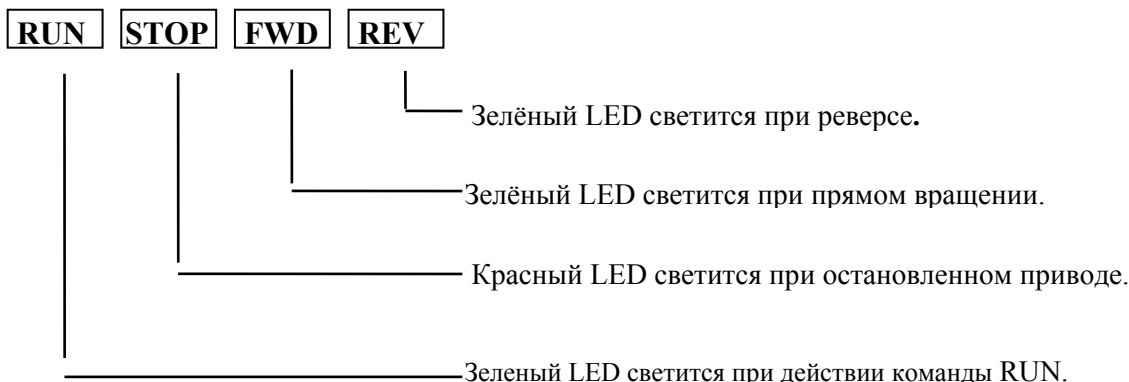 RUN STOP FWD REV
Зелёный LED светится при реверсе.
Зелёный LED светится при прямом вращении.
Красный LED светится при остановленном приводе.
Зеленый LED светится при действии команды RUN.